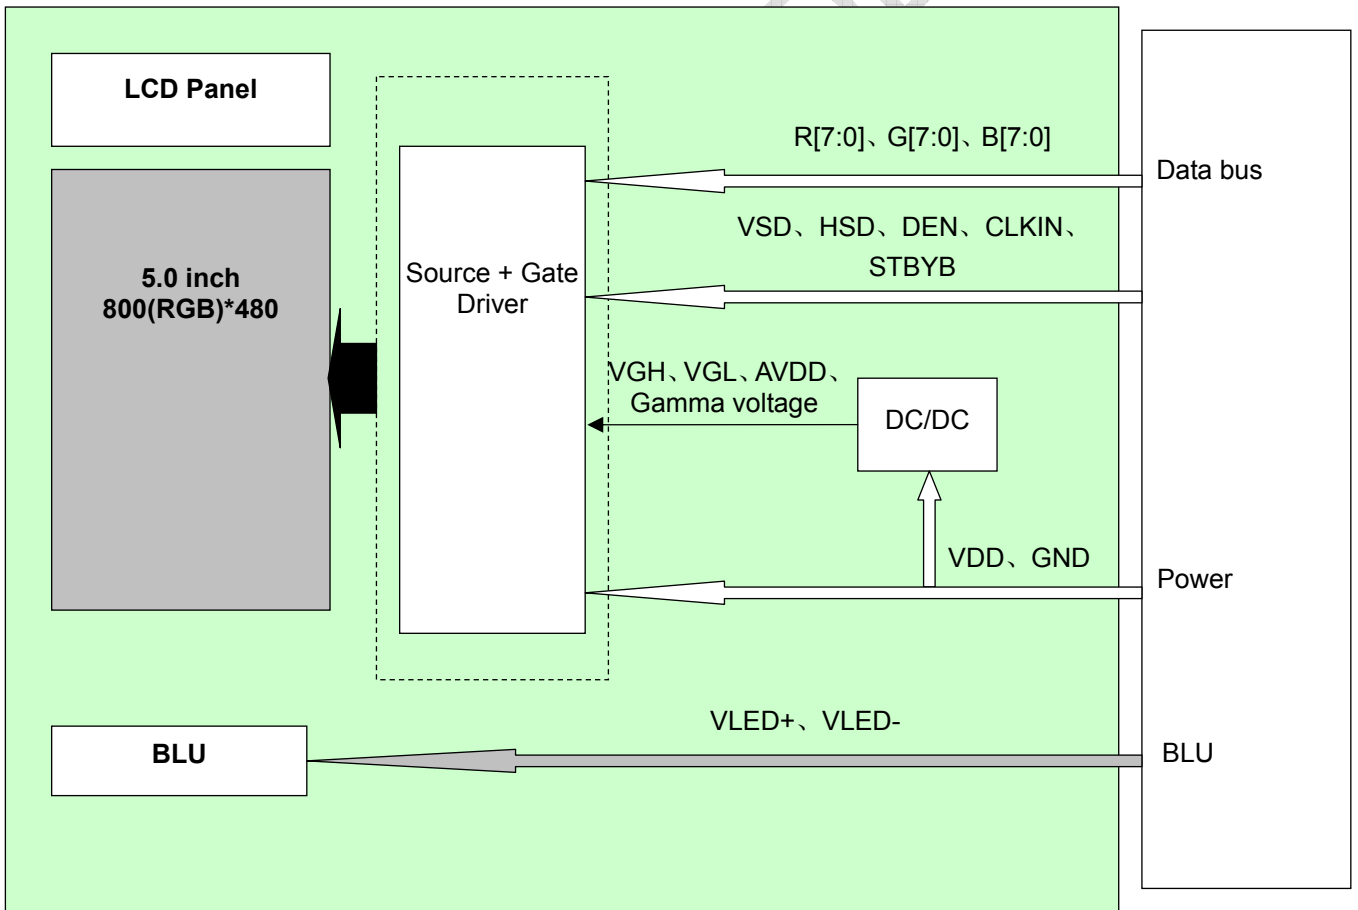 LCD Panel
R[7:0]、G[7:0]、B[7:0]
Data bus
VSD、HSD、DEN、CLKIN、
STBYB
5.0 inch
800(RGB)*480
Source + Gate
Driver
VGH、VGL、AVDD、
Gamma voltage
DC/DC
VDD、GND
Power
VLED+、VLED-
BLU
BLU